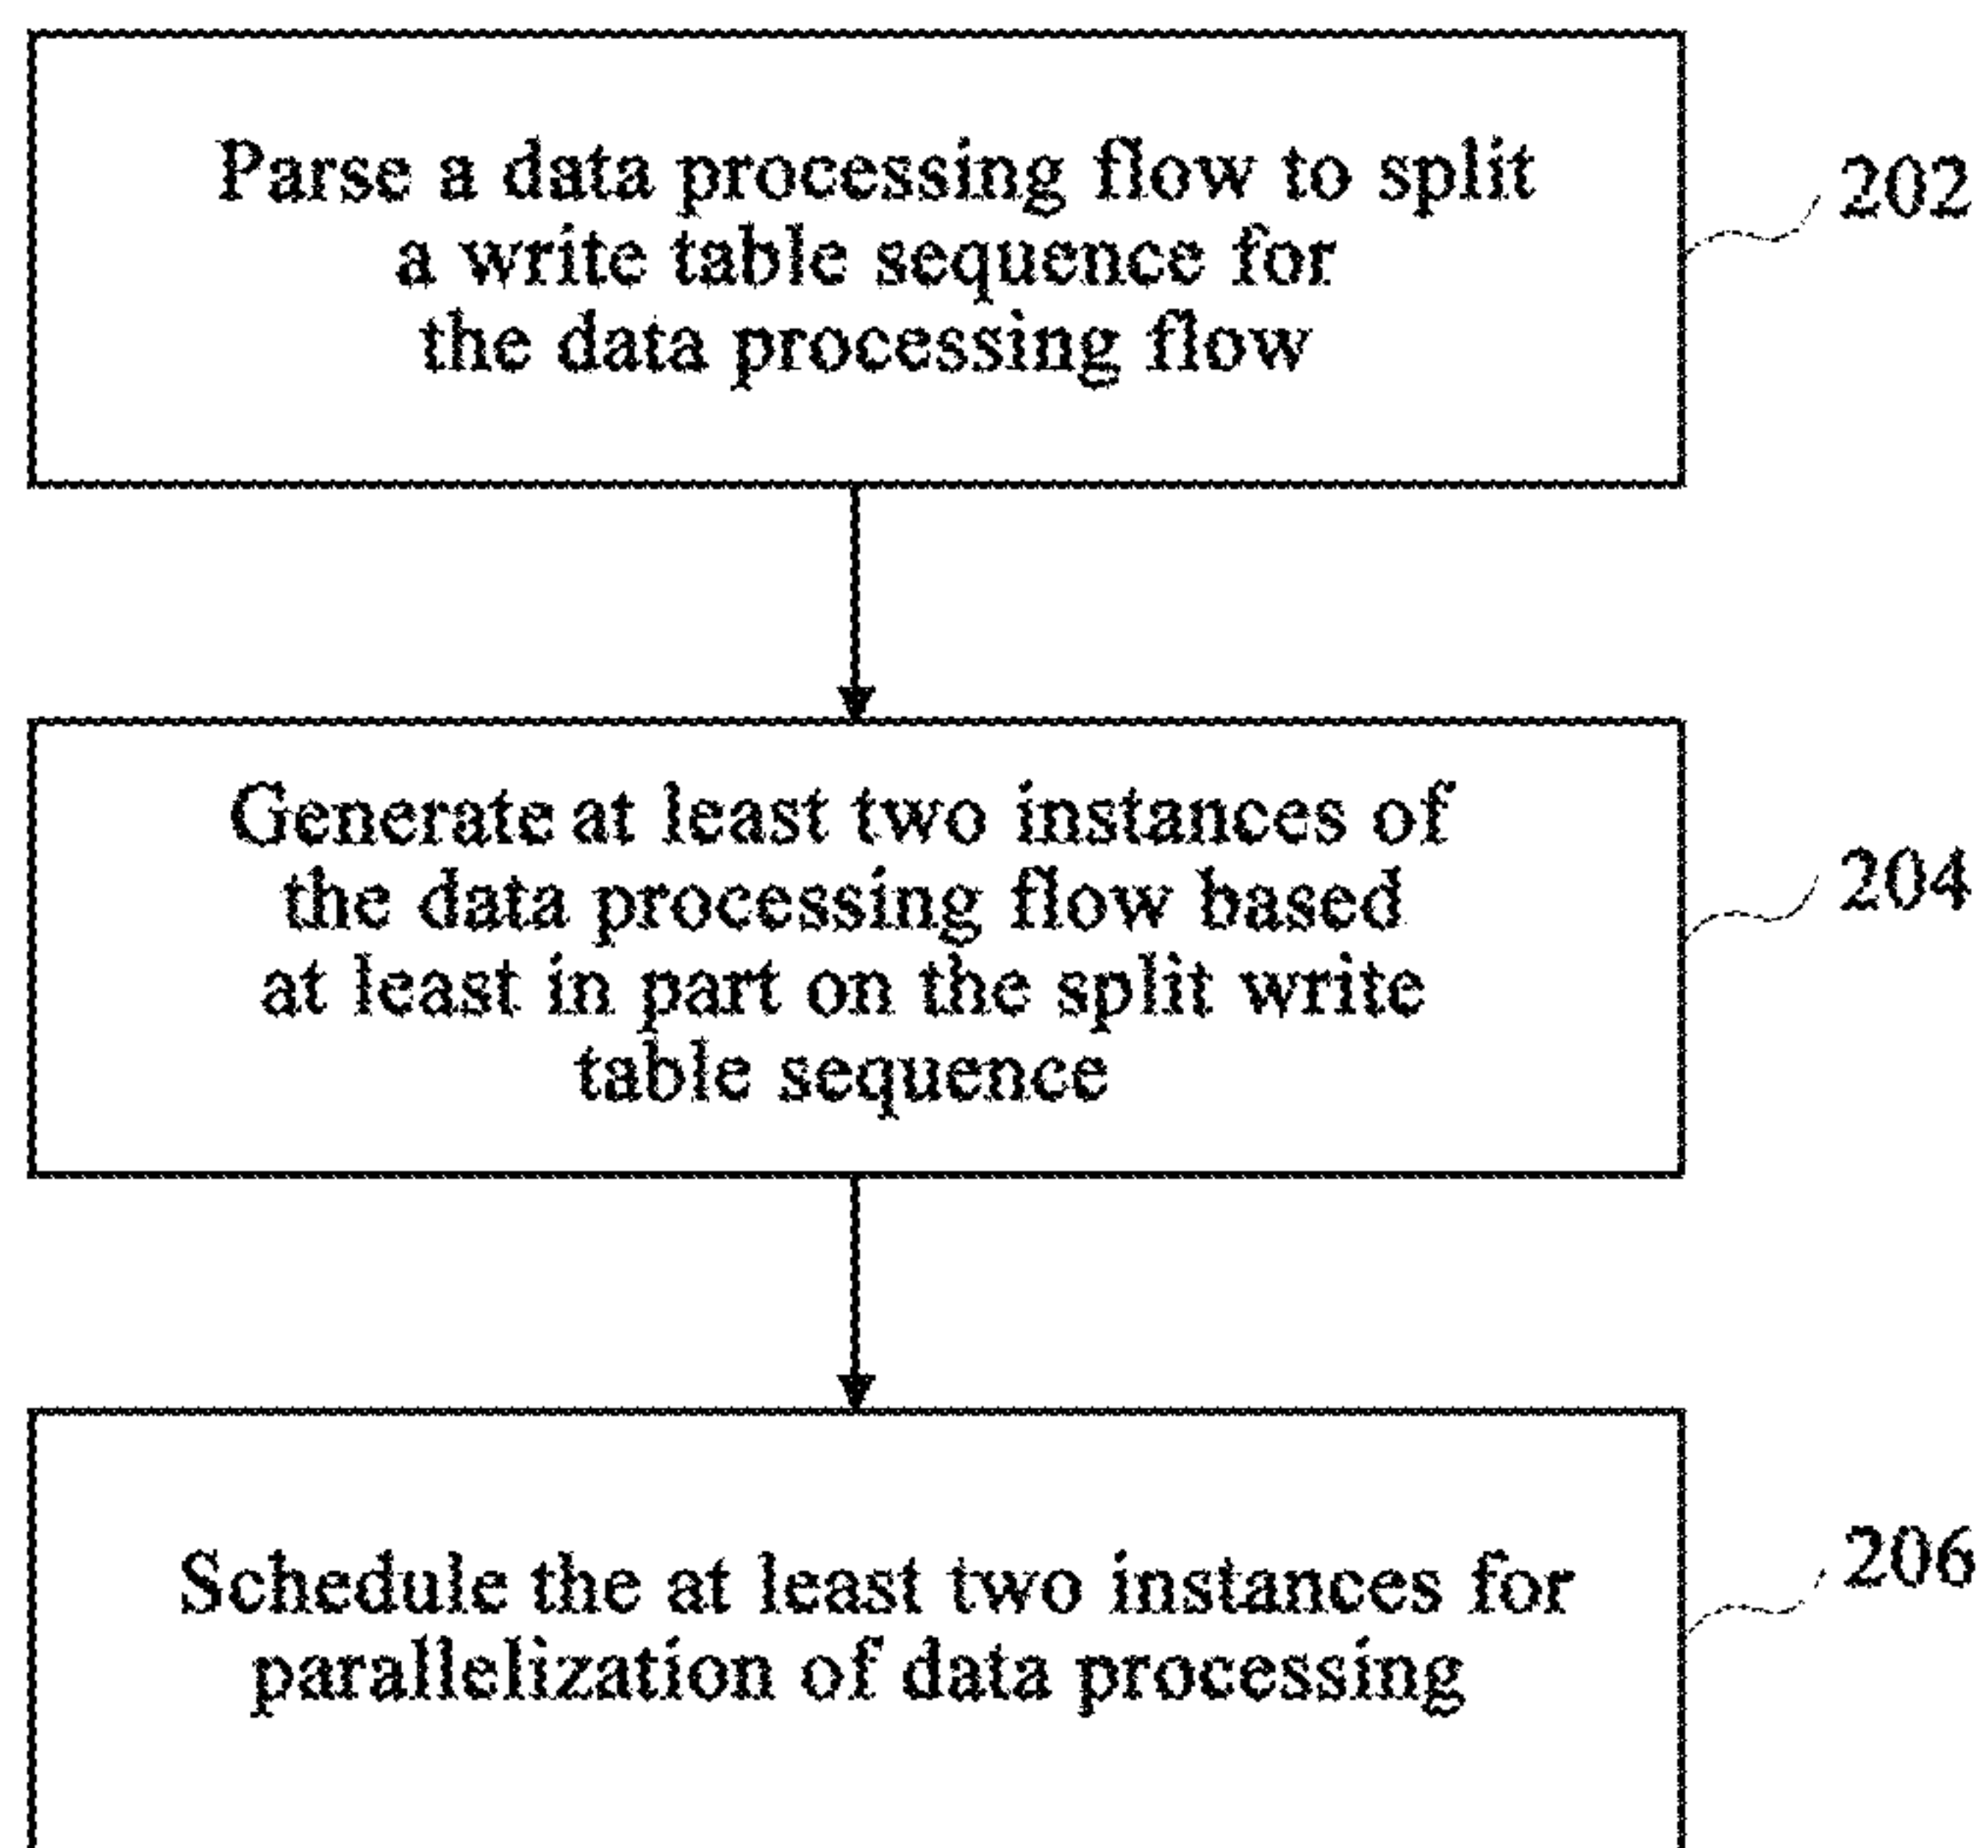 Parse a data processing flow to split
a write table sequence for
the data processing flow
202
Generate at least two instances of
the data processing flow based
at least in part on the split write
table sequence
204
Schedule the at least two instances for
parallelization of data processing
206